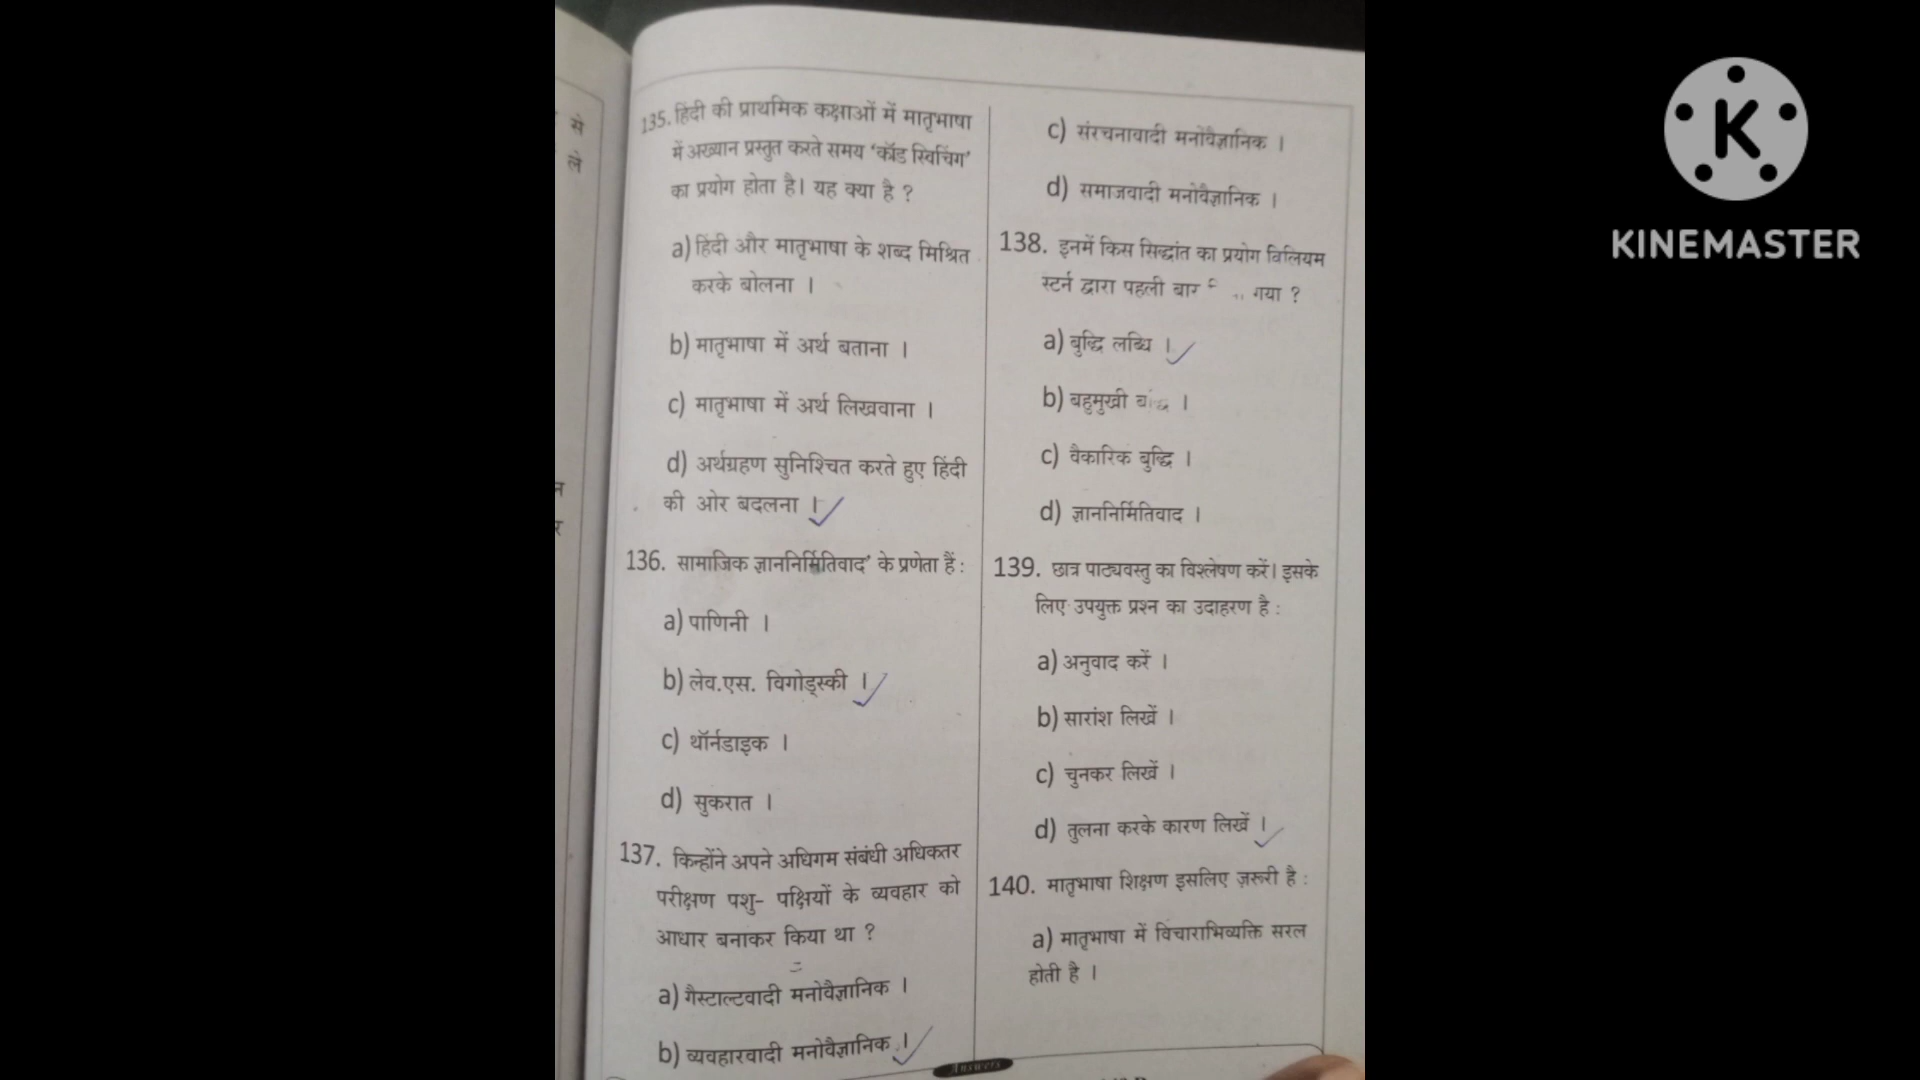 से
ले
न
135. हिंदी की प्राथमिक कक्षाओं में मातृभाषा
में अख्यान प्रस्तुत करते समय ‘कॉड स्विचिंग’
का प्रयोग होता है। यह क्या है ?
a) हिंदी और मातृभाषा के शब्द मिश्रित
करके बोलना ।
b) मातृभाषा में अर्थ बताना ।
c) मातृभाषा में अर्थ लिखवाना ।
d) अर्थग्रहण सुनिश्चित करते हुए हिंदी
की ओर बदलना ।
136. सामाजिक ज्ञाननिर्मितिवाद’ के प्रणेता हैं :
a) पाणिनी ।
b) लेव.एस. विगोड्स्की ।
c) थॉर्नडाइक ।
d) सुकरात ।
137. किन्होंने अपने अधिगम संबंधी अधिकतर
परीक्षण पशु- पक्षियों के व्यवहार को
आधार बनाकर किया था ?
a) गैस्टाल्टवादी मनोवैज्ञानिक ।
b) व्यवहारवादी मनोवैज्ञानिक ।
c) संरचनावादी मनोवैज्ञानिक ।
d) समाजवादी मनोवैज्ञानिक ।
138. इनमें किस सिद्धांत का प्रयोग विलियम
स्टर्न द्वारा पहली बार गया ?
a) बुद्धि लब्धि ।
b) बहुमुखी ।
c) वैकारिक बुद्धि ।
d) ज्ञाननिर्मितिवाद ।
139. छात्र पाठ्यवस्तु का विश्लेषण करें। इसके
लिए उपयुक्त प्रश्न का उदाहरण है :
a) अनुवाद करें ।
b) सारांश लिखें ।
c) चुनकर लिखें ।
d) तुलना करके कारण लिखें ।
140. मातृभाषा शिक्षण इसलिए ज़रूरी है :
a) मातृभाषा में विचाराभिव्यक्ति सरल
होती है ।
Answers
K
KINEMASTER